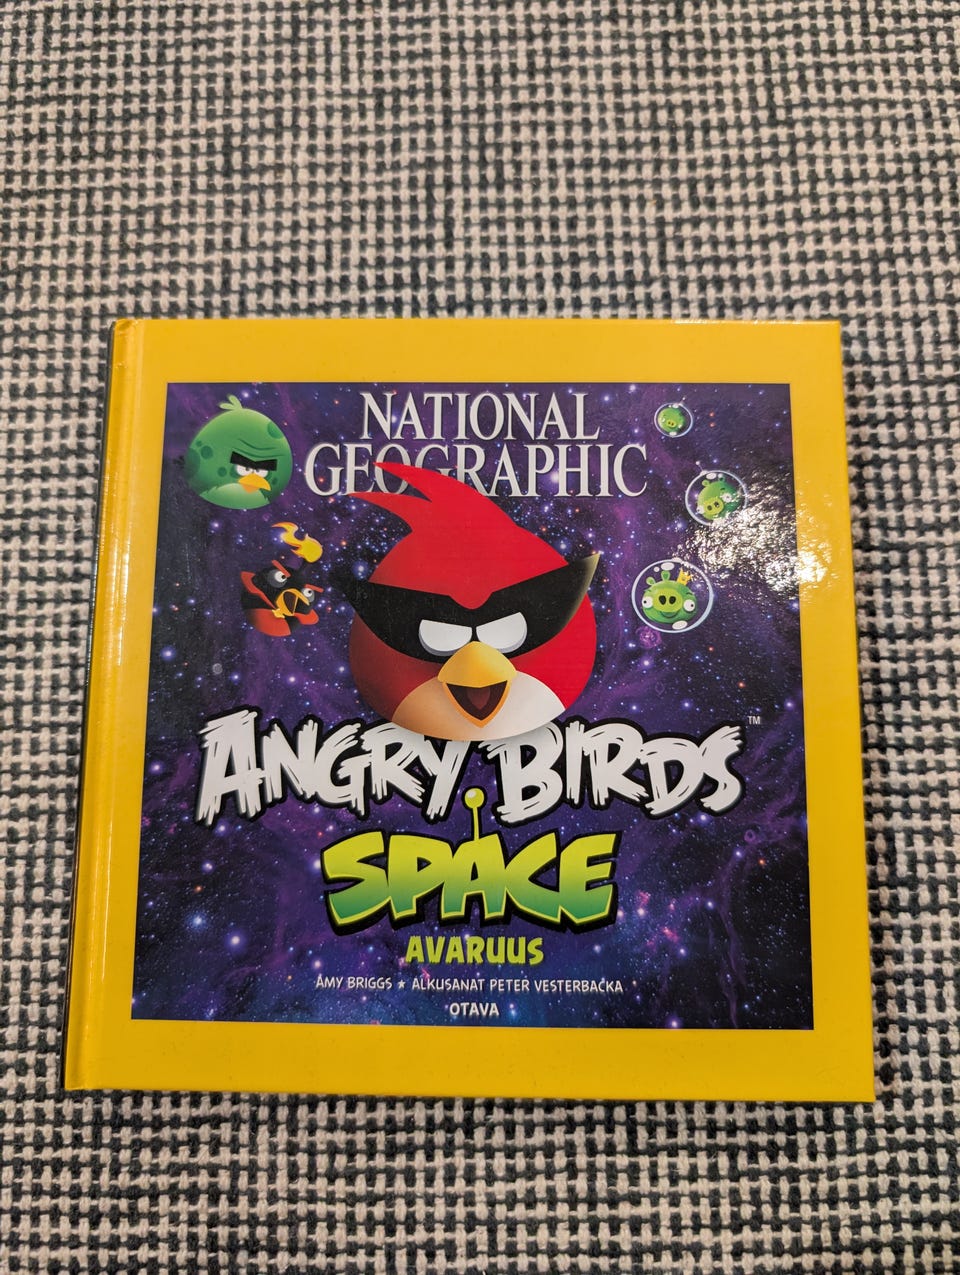 NATIONAL
GEOGRAPHIC
ANGRY BIRDS™
SPACE
AVARUUS
AMY BRIGGS ★ ALKUSANAT PETER VESTERBACKA
OTAVA